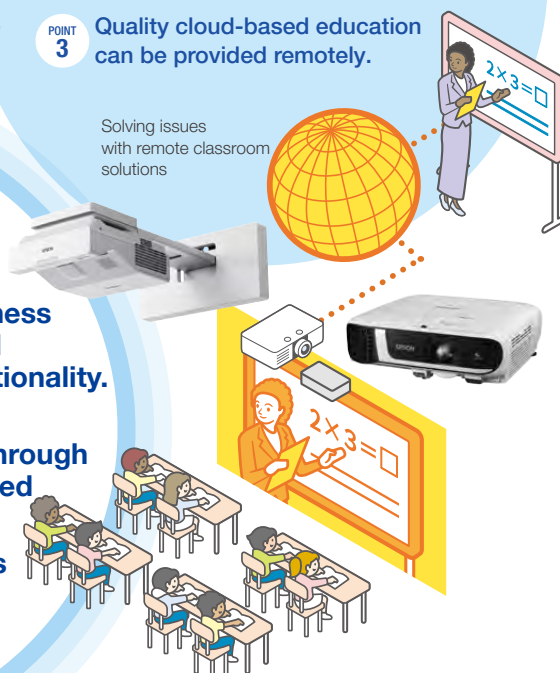 POINT
3
Quality cloud-based education
can be provided remotely.
Solving issues
with remote classroom
solutions
2×3=□
ness
tionality.
hrough
ed
s
EPSON
2×3=□